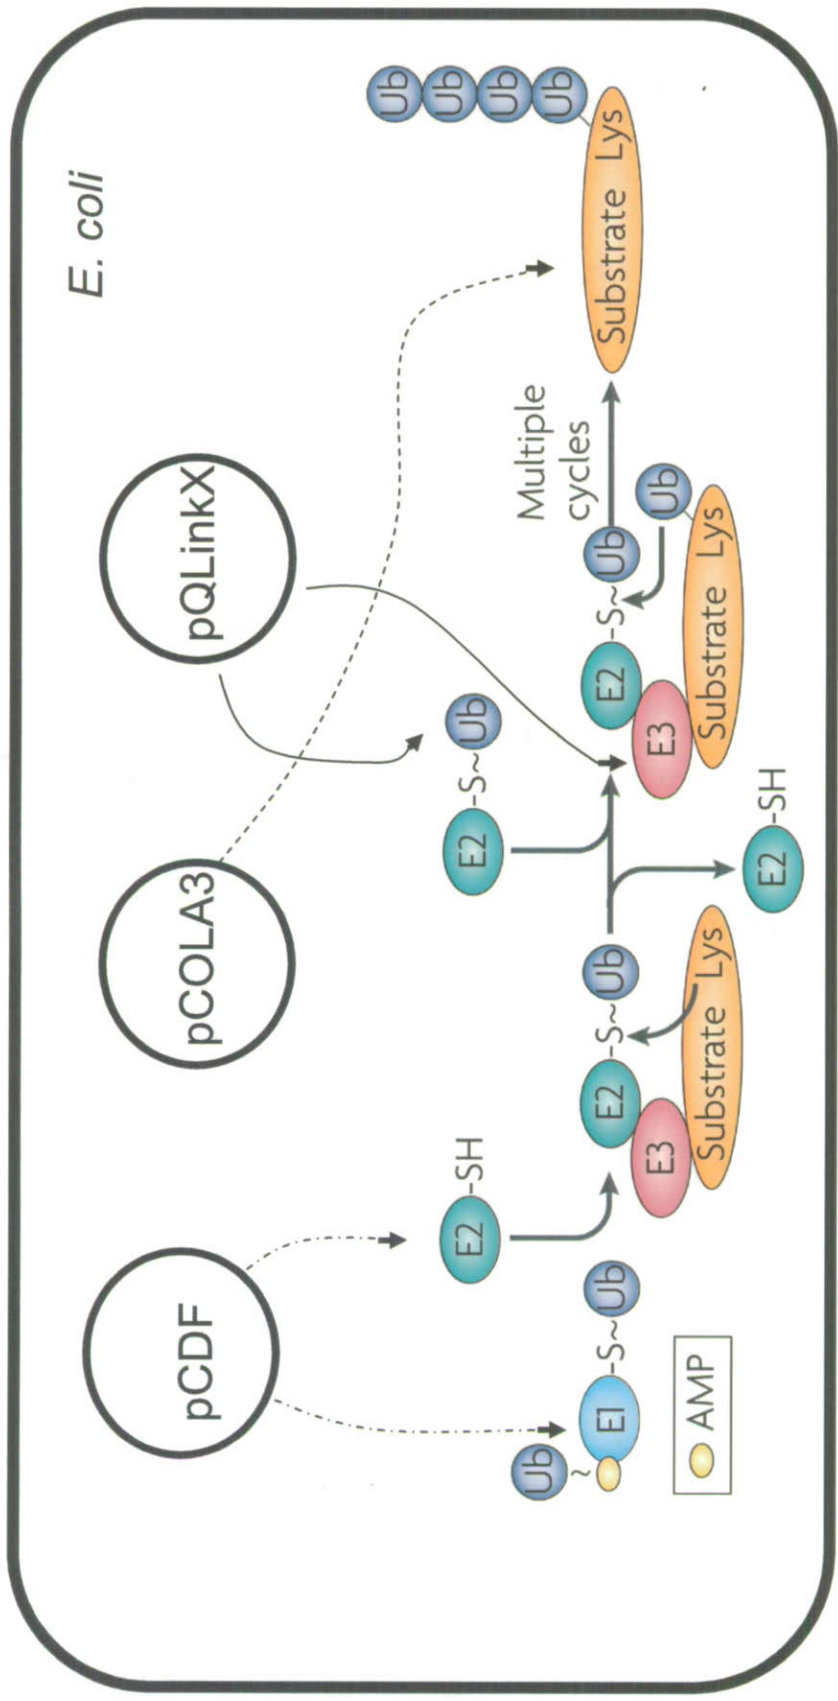 E. coli
pCDF
pCOLA3
pQLinkX
Ub
~
E1
-S~
Ub
AMP
E2
-SH
E2
-S~
Ub
E3
Substrate
Lys
E2
-S~
Ub
E2
-SH
E2
-S~
Ub
E3
Substrate
Lys
Ub
Multiple
cycles
Substrate
Lys
Ub
Ub
Ub
Ub